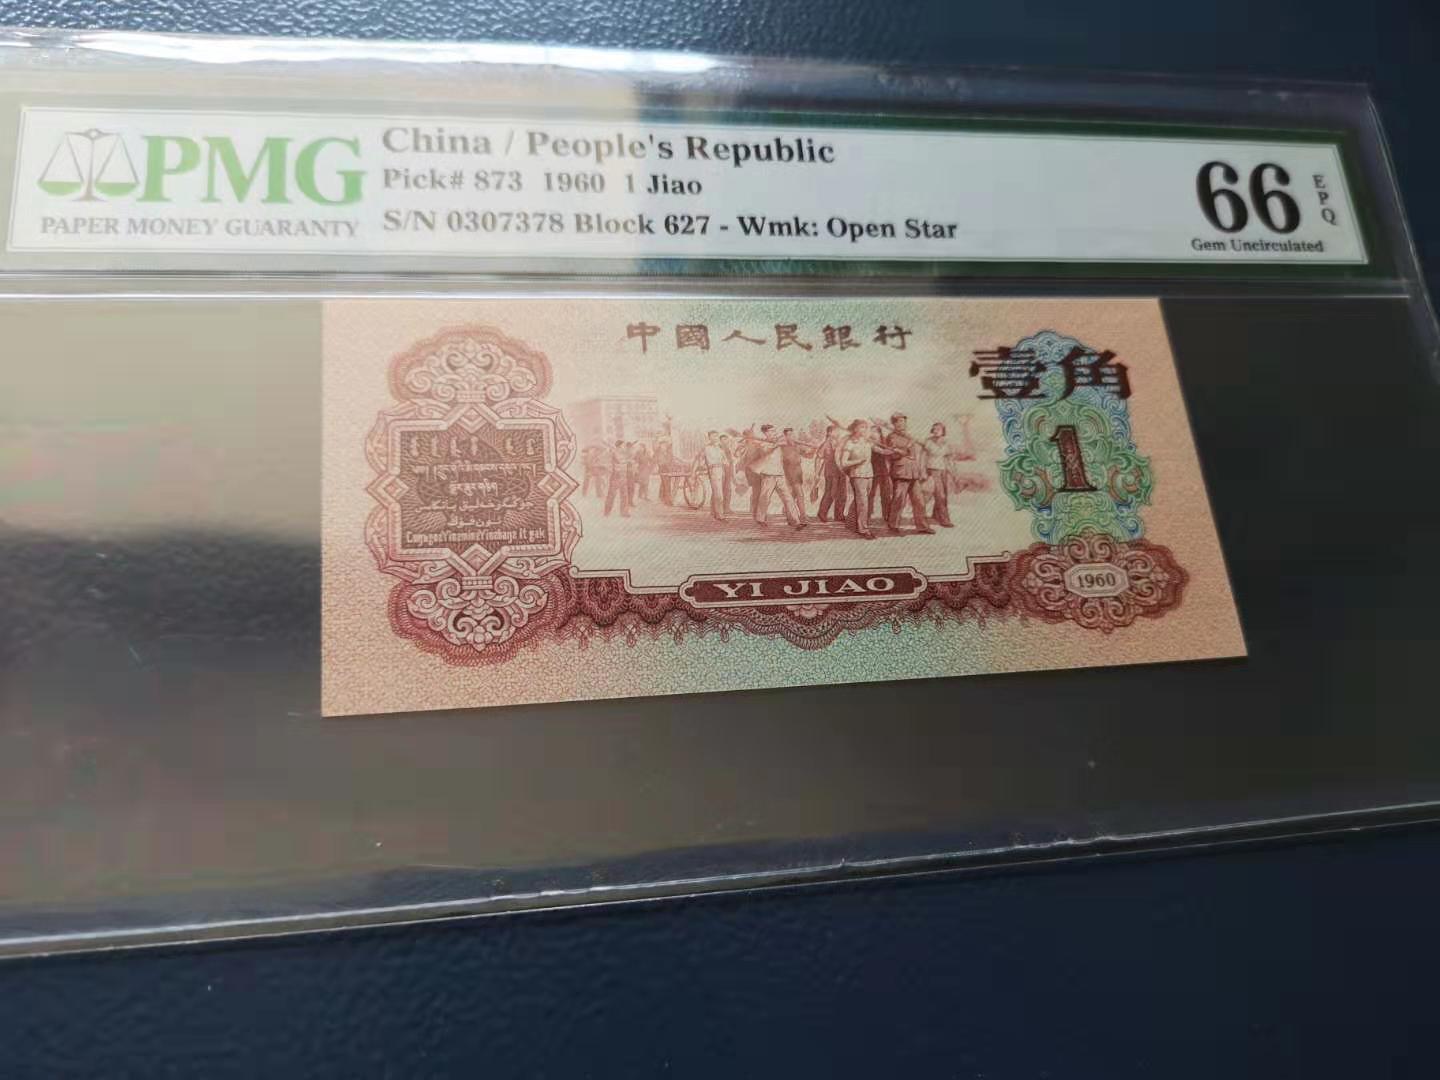 PMG
PAPER MONEY GUARANTY
China / People's Republic
Pick# 873 1960 1 Jiao
S/N 0307378 Block 627 - Wmk: Open Star
66
EPQ
Gem Uncirculated
中國人民銀行
壹角
1
YI JIAO
1960